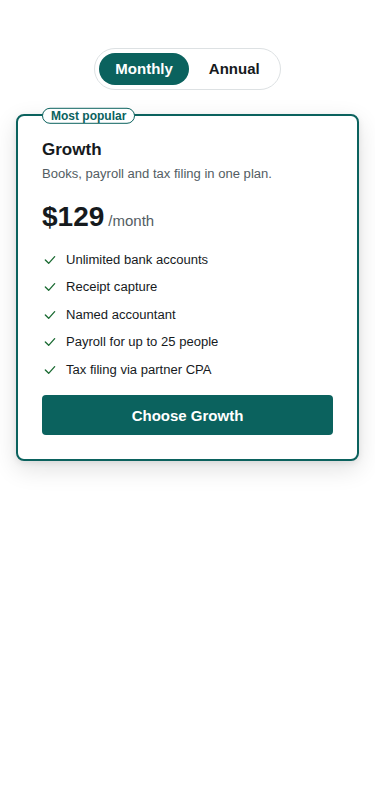 Monthly Annual
Most popular
Growth
Books, payroll and tax filing in one plan.
$129 /month
Unlimited bank accounts
Receipt capture
Named accountant
Payroll for up to 25 people
Tax filing via partner CPA
Choose Growth